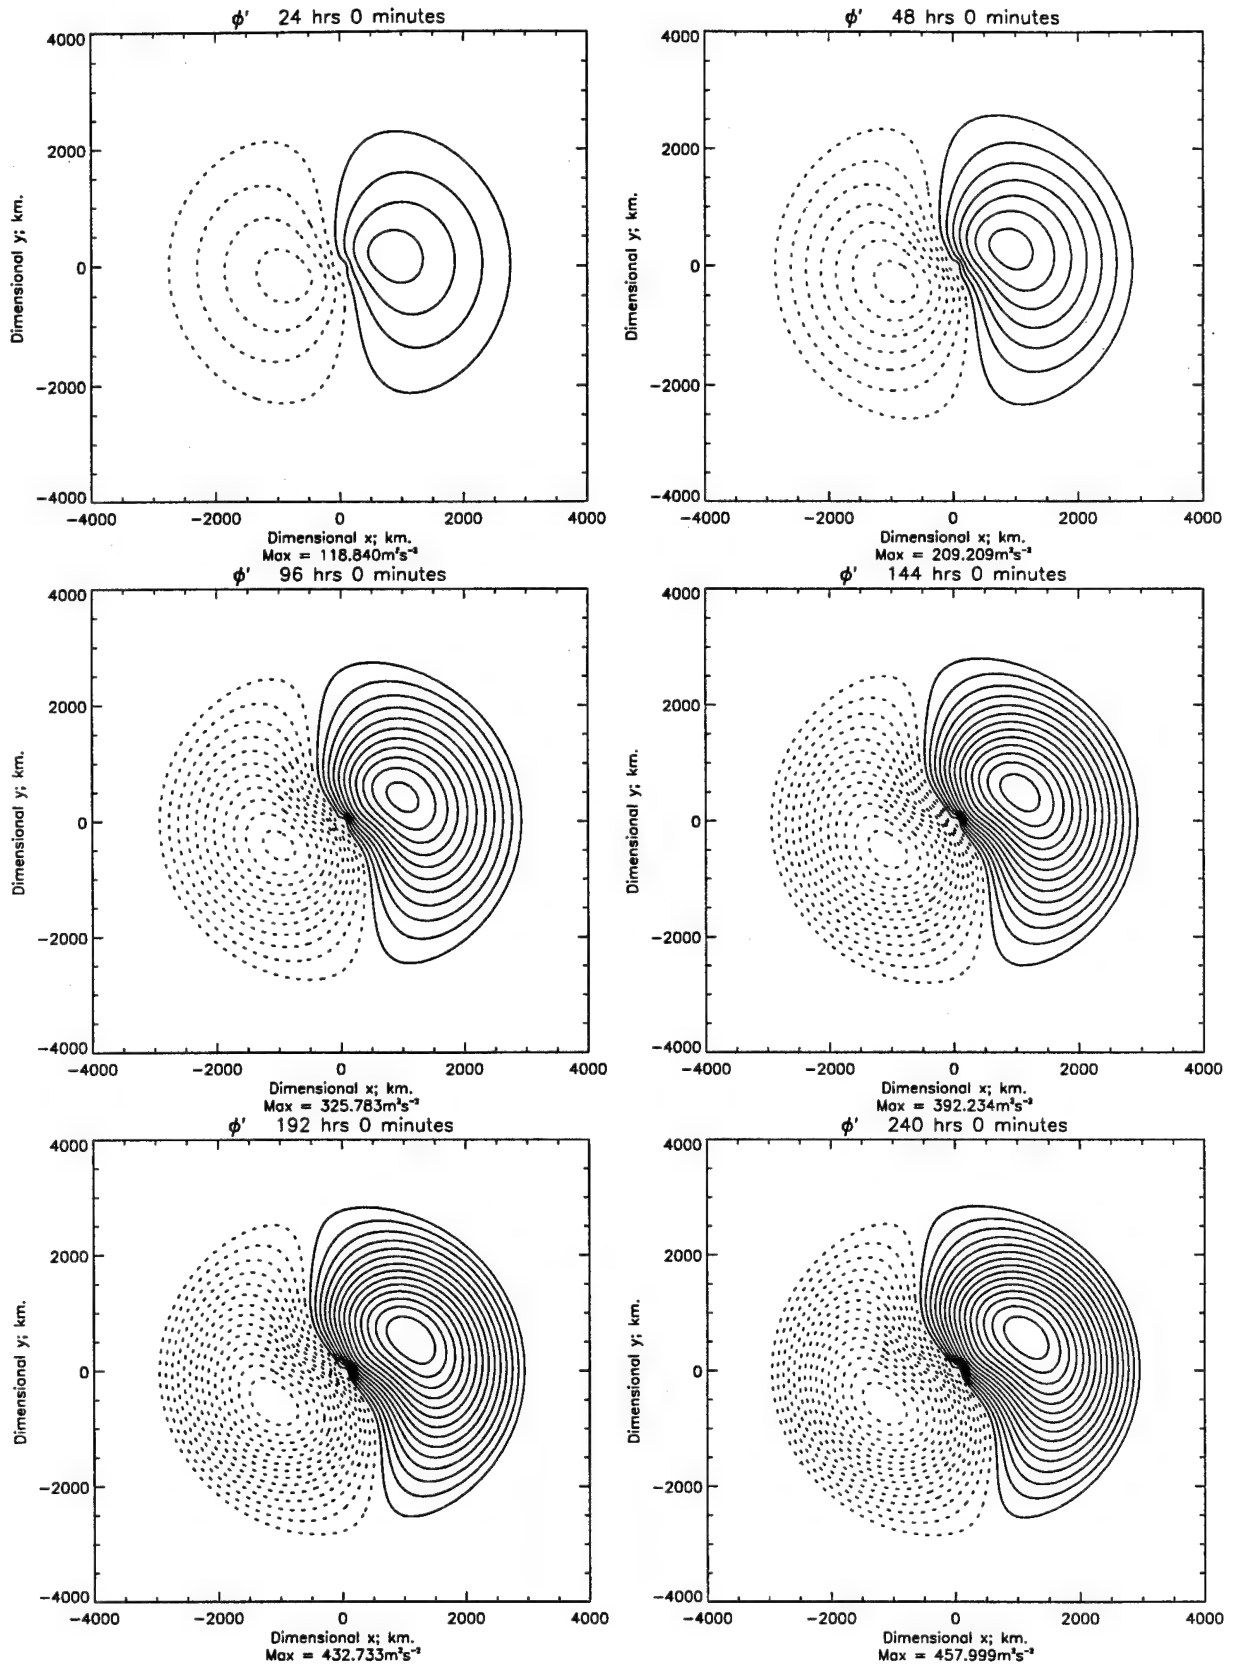 ϕ' 24 hrs 0 minutes
4000
2000
0
−2000
−4000
Dimensional y; km.
−4000 −2000 0 2000 4000
Dimensional x; km.
Max = 118.840m²s⁻²
ϕ' 48 hrs 0 minutes
4000
2000
0
−2000
−4000
Dimensional y; km.
−4000 −2000 0 2000 4000
Dimensional x; km.
Max = 209.209m²s⁻²
ϕ' 96 hrs 0 minutes
4000
2000
0
−2000
−4000
Dimensional y; km.
−4000 −2000 0 2000 4000
Dimensional x; km.
Max = 325.783m²s⁻²
ϕ' 144 hrs 0 minutes
4000
2000
0
−2000
−4000
Dimensional y; km.
−4000 −2000 0 2000 4000
Dimensional x; km.
Max = 392.234m²s⁻²
ϕ' 192 hrs 0 minutes
4000
2000
0
−2000
−4000
Dimensional y; km.
−4000 −2000 0 2000 4000
Dimensional x; km.
Max = 432.733m²s⁻²
ϕ' 240 hrs 0 minutes
4000
2000
0
−2000
−4000
Dimensional y; km.
−4000 −2000 0 2000 4000
Dimensional x; km.
Max = 457.999m²s⁻²